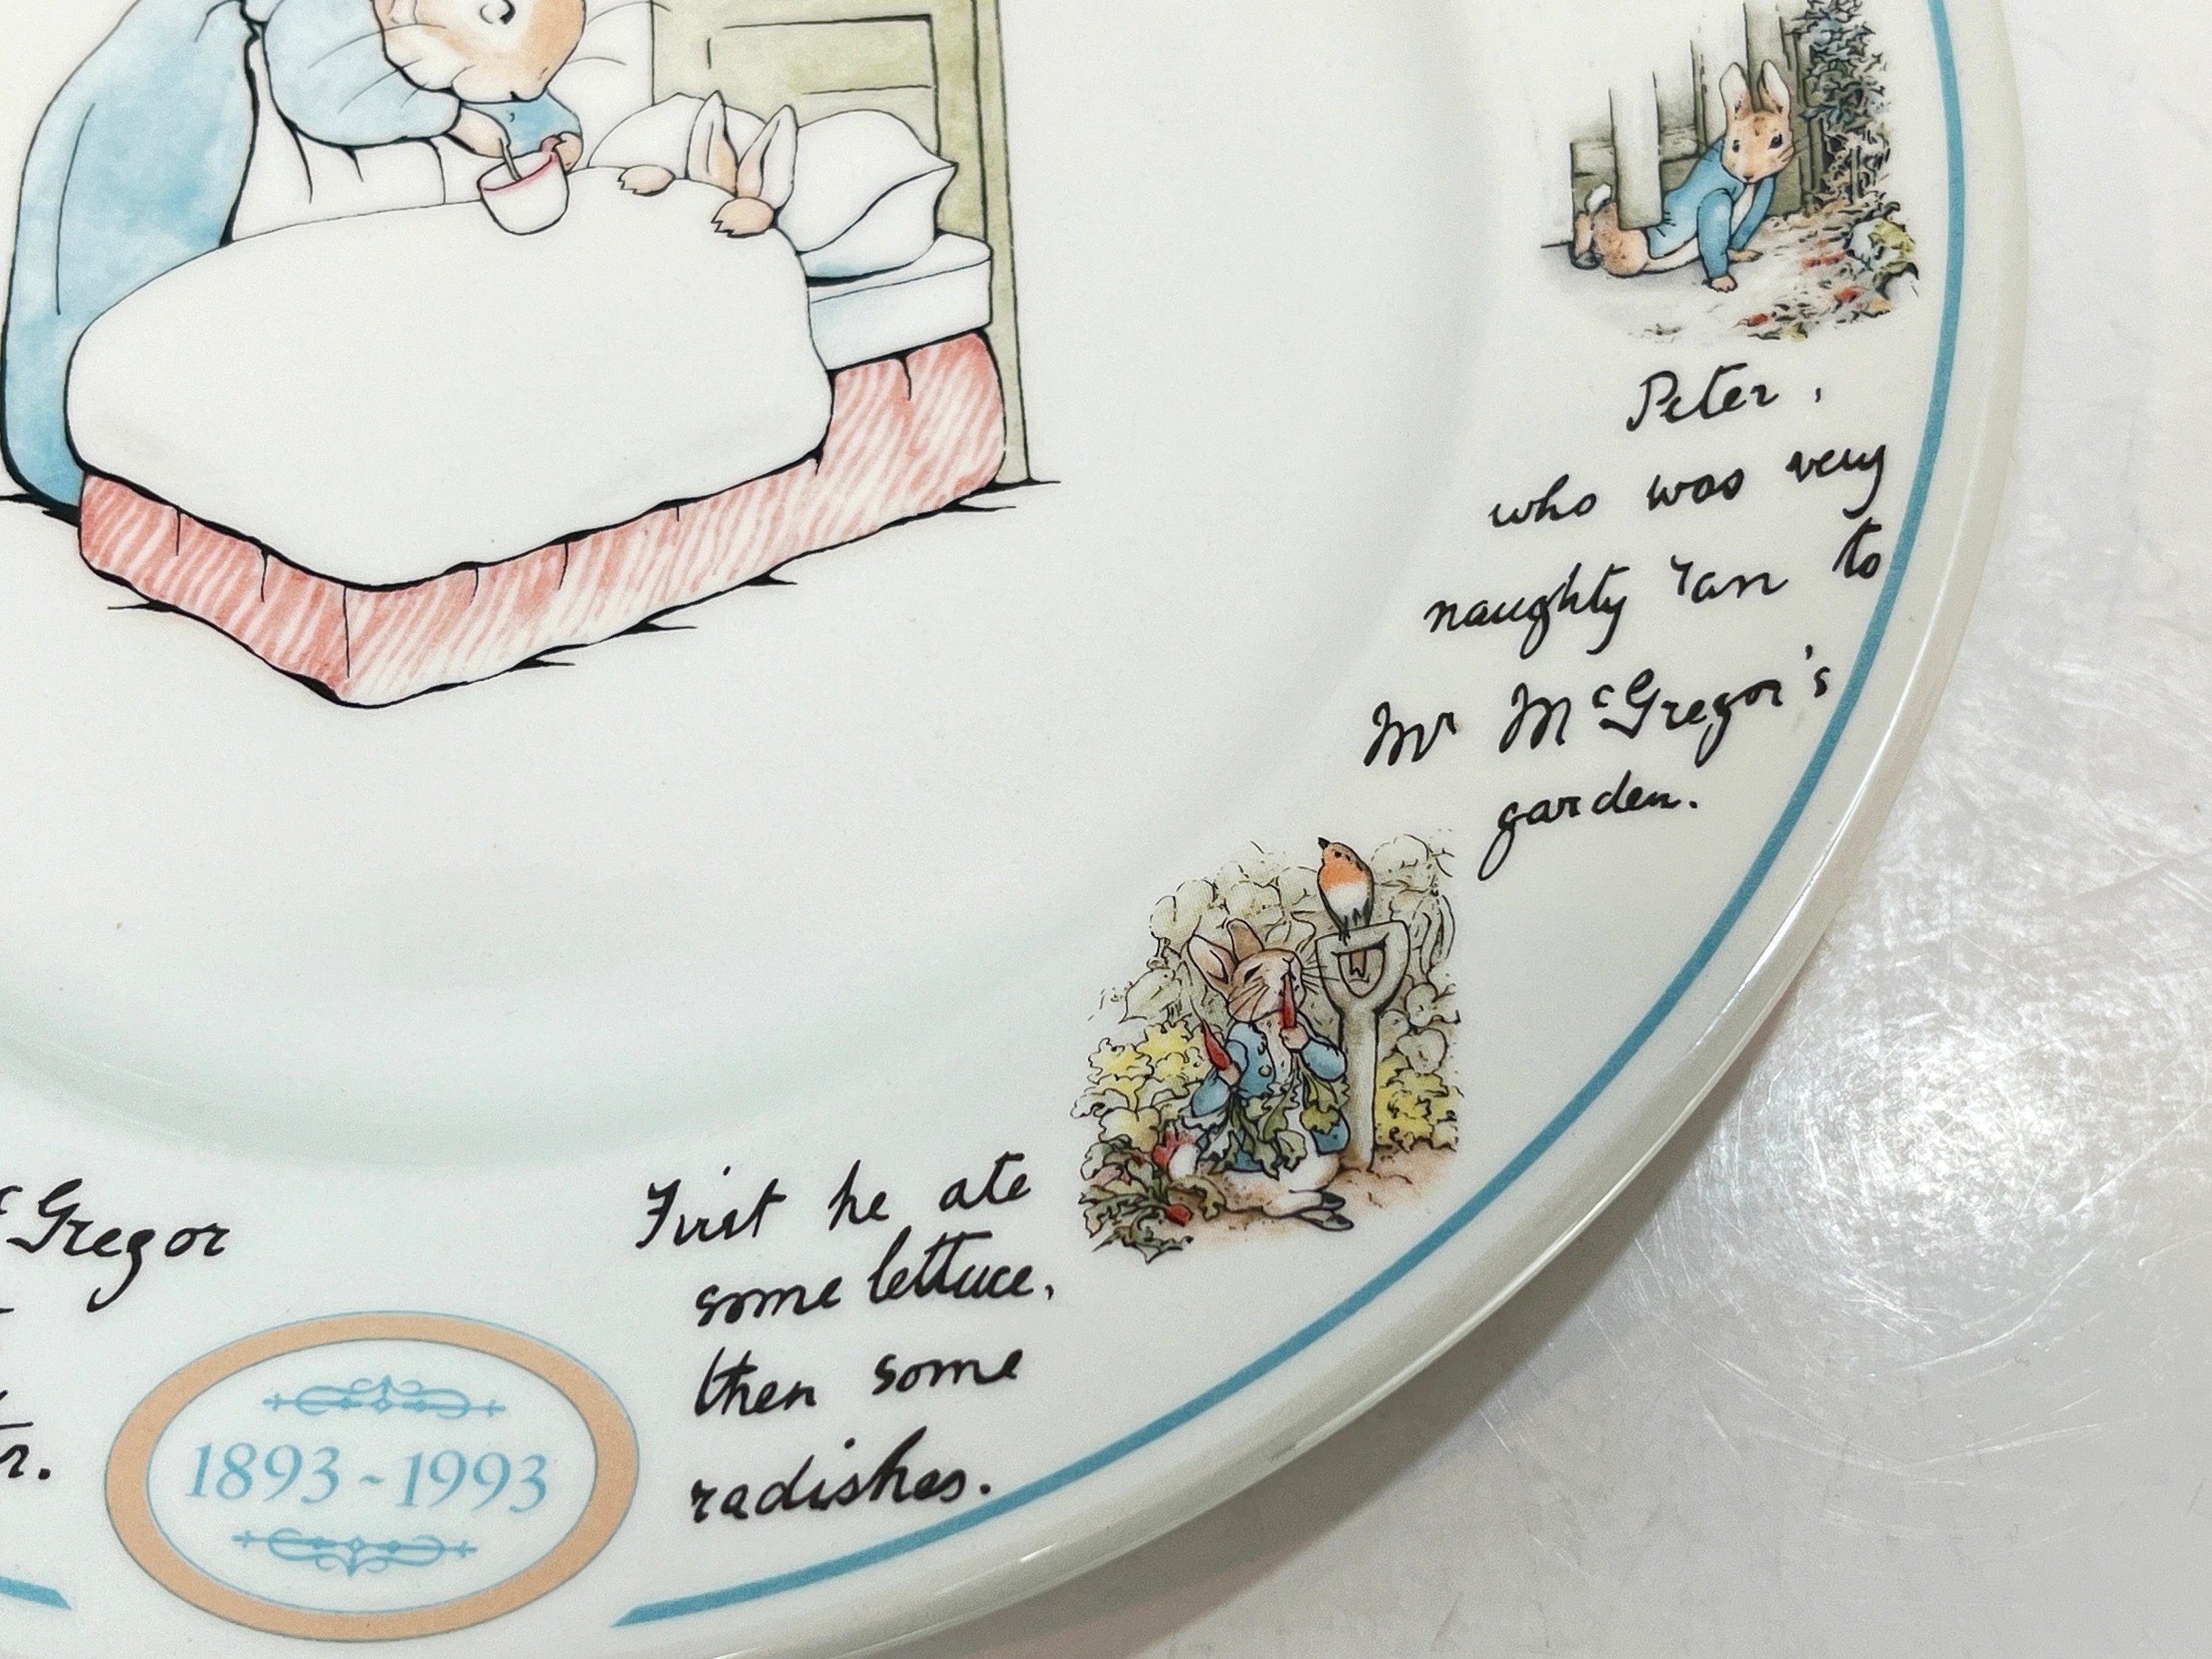 Peter,
who was very
naughty ran to
Mr McGregor's
garden.
First he ate
some lettuce,
then some
radishes.
cGregor
r.
1893~1993